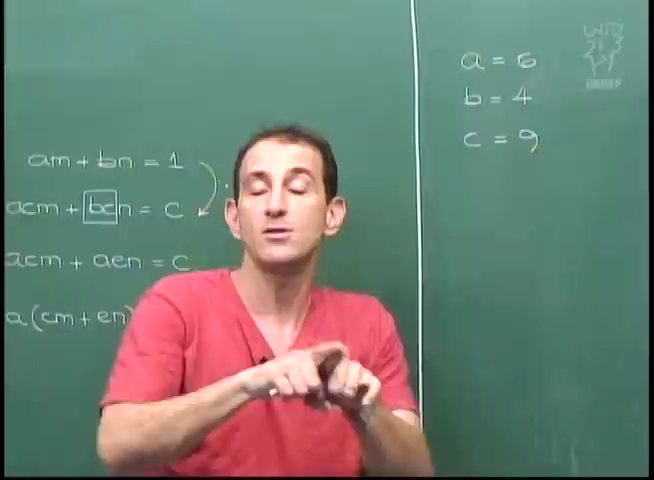 am + bn = 1
acm + bcn = c
acm + aen = c
a(cm + en)
a = 6
b = 4
c = 9